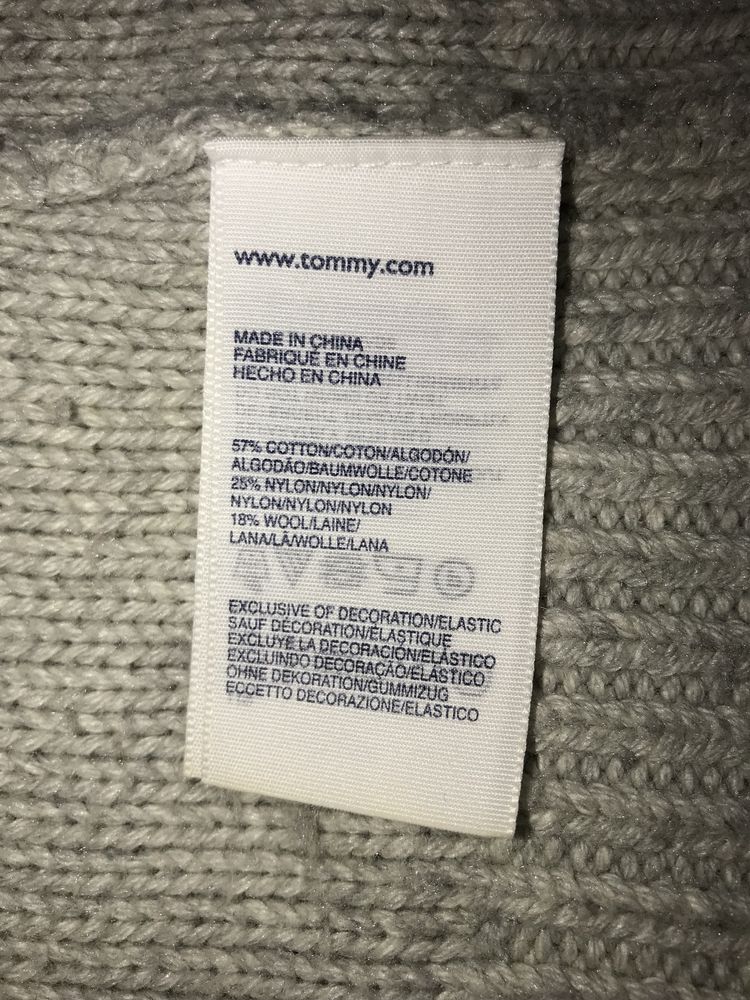 www.tommy.com
MADE IN CHINA
FABRIQUÉ EN CHINE
HECHO EN CHINA
57% COTTON/COTON/ALGODÓN/
ALGODÃO/BAUMWOLLE/COTONE
25% NYLON/NYLON/NYLON/
NYLON/NYLON/NYLON
18% WOOL/LAINE/
LANA/LÃ/WOLLE/LANA
EXCLUSIVE OF DECORATION/ELASTIC
SAUF DÉCORATION/ÉLASTIQUE
EXCLUYE LA DECORACIÓN/ELÁSTICO
EXCLUINDO DECORAÇÃO/ELÁSTICO
OHNE DEKORATION/GUMMIZUG
ECCETTO DECORAZIONE/ELASTICO